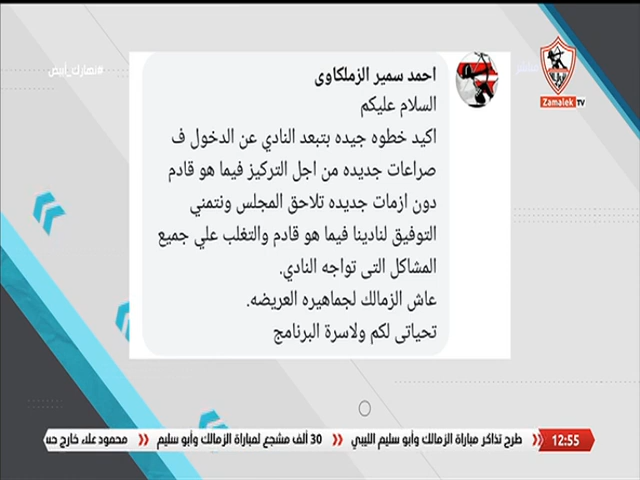 #نهارك_أبيض
مباشر
Zamalek TV
احمد سمير الزملكاوى
السلام عليكم
اكيد خطوه جيده بتبعد النادي عن الدخول ف
صراعات جديده من اجل التركيز فيما هو قادم
دون ازمات جديده تلاحق المجلس ونتمني
التوفيق لنادينا فيما هو قادم والتغلب علي جميع
المشاكل التى تواجه النادي.
عاش الزمالك لجماهيره العريضه.
تحياتى لكم ولاسرة البرنامج
12:55 طرح تذاكر مباراة الزمالك وأبو سليم الليبي 30 ألف مشجع لمباراة الزمالك وأبو سليم محمود علاء خارج حس